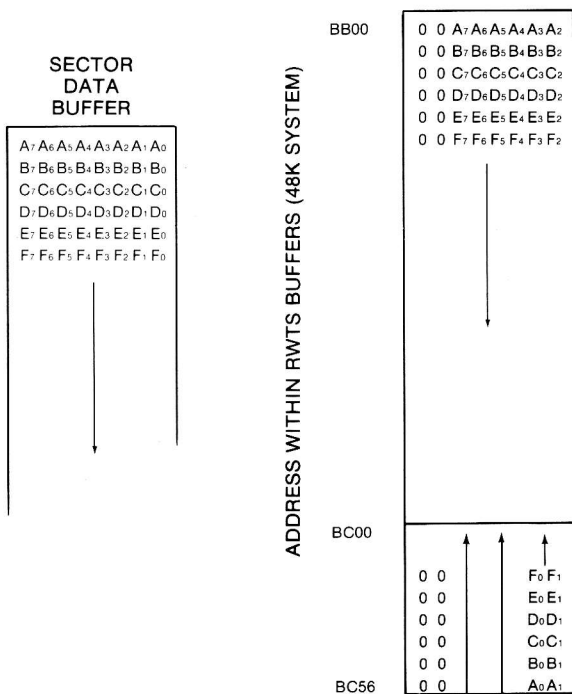 SECTOR
DATA
BUFFER
A7 A6 A5 A4 A3 A2 A1 A0
B7 B6 B5 B4 B3 B2 B1 B0
C7 C6 C5 C4 C3 C2 C1 C0
D7 D6 D5 D4 D3 D2 D1 D0
E7 E6 E5 E4 E3 E2 E1 E0
F7 F6 F5 F4 F3 F2 F1 F0
ADDRESS WITHIN RWTS BUFFERS (48K SYSTEM)
BB00
0 0 A7 A6 A5 A4 A3 A2
0 0 B7 B6 B5 B4 B3 B2
0 0 C7 C6 C5 C4 C3 C2
0 0 D7 D6 D5 D4 D3 D2
0 0 E7 E6 E5 E4 E3 E2
0 0 F7 F6 F5 F4 F3 F2
BC00
0 0 F0 F1
0 0 E0 E1
0 0 D0 D1
0 0 C0 C1
0 0 B0 B1
BC56
0 0 A0 A1